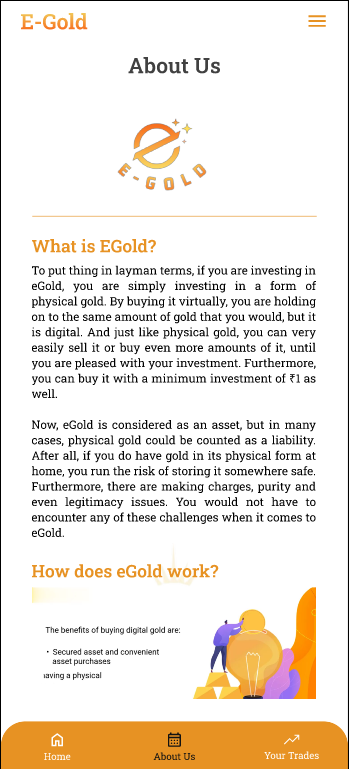 E-Gold
About Us
E-GOLD
What is EGold?
To put thing in layman terms, if you are investing in
eGold, you are simply investing in a form of
physical gold. By buying it virtually, you are holding
on to the same amount of gold that you would, but it
is digital. And just like physical gold, you can very
easily sell it or buy even more amounts of it, until
you are pleased with your investment. Furthermore,
you can buy it with a minimum investment of ₹1 as
well.
Now, eGold is considered as an asset, but in many
cases, physical gold could be counted as a liability.
After all, if you do have gold in its physical form at
home, you run the risk of storing it somewhere safe.
Furthermore, there are making charges, purity and
even legitimacy issues. You would not have to
encounter any of these challenges when it comes to
eGold.
How does eGold work?
The benefits of buying digital gold are:
• Secured asset and convenient
asset purchases
aving a physical
Home
About Us
Your Trades